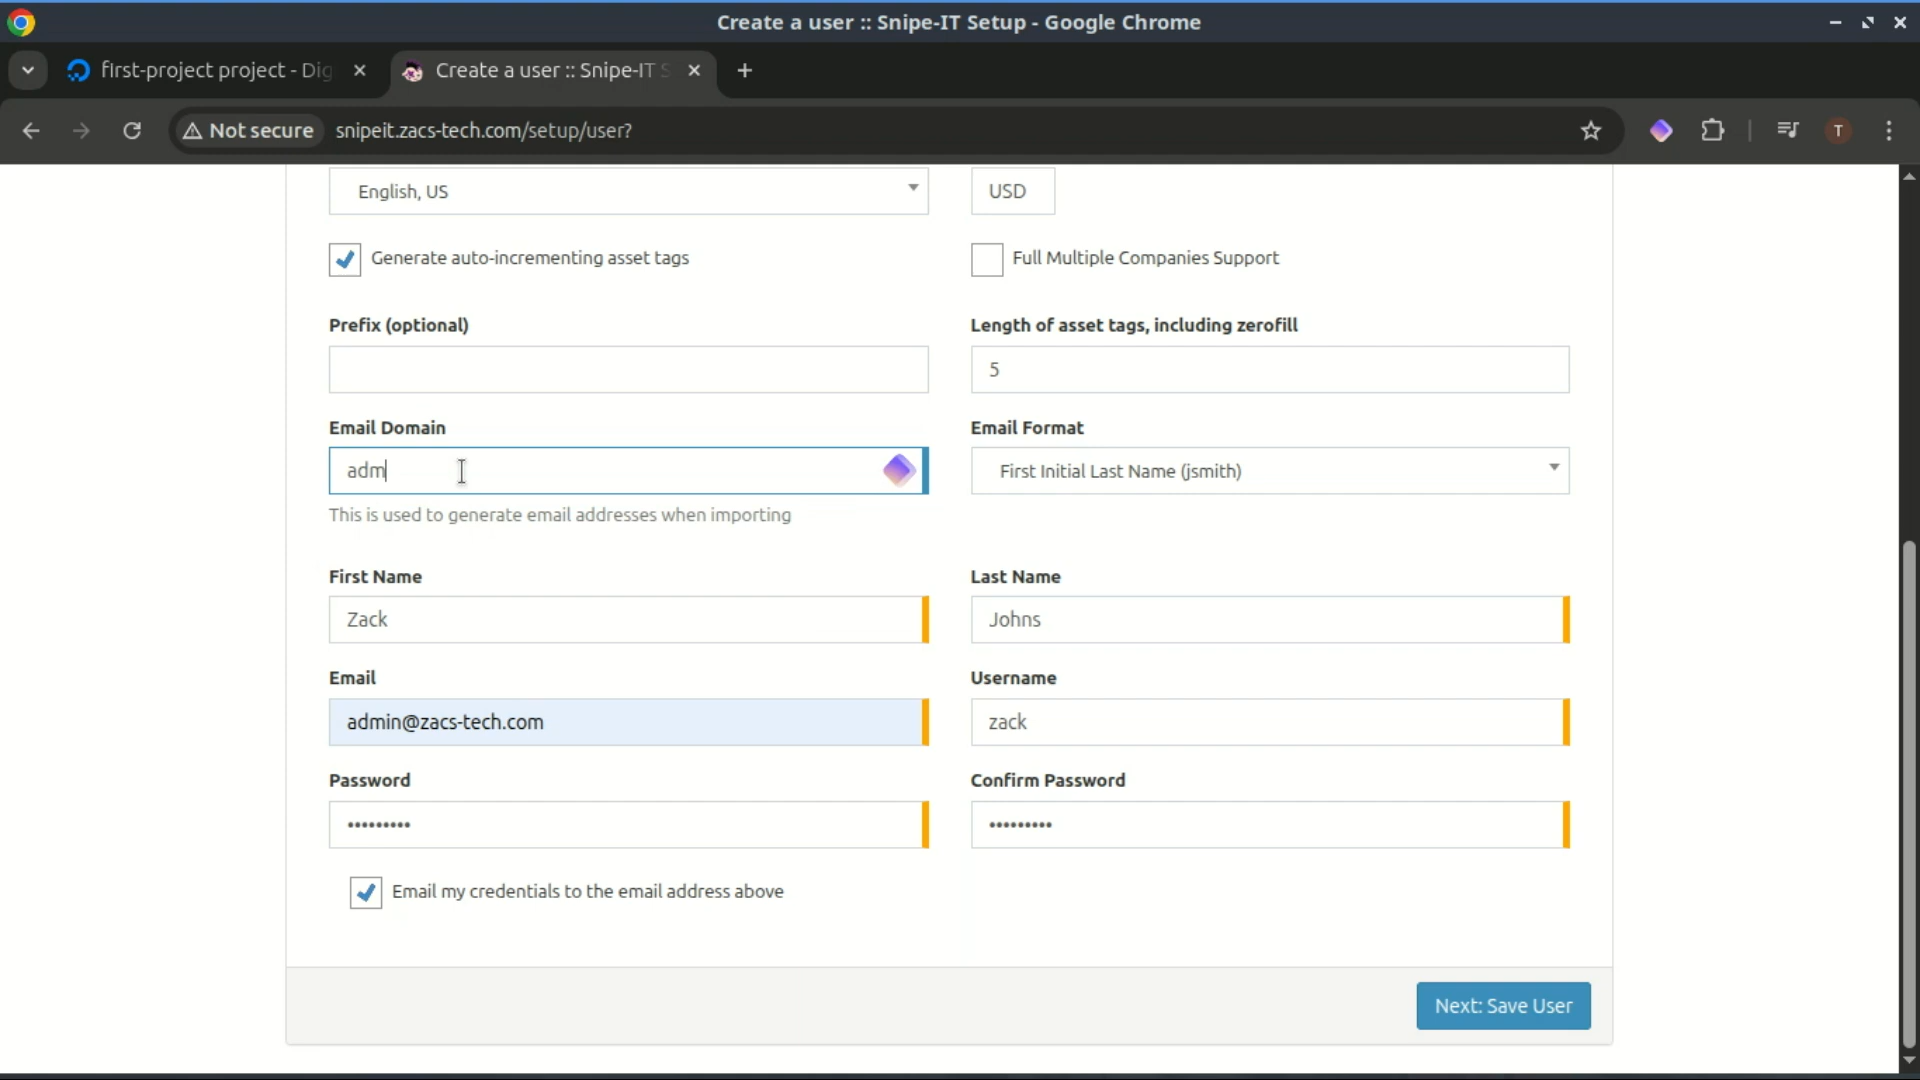 Create a user :: Snipe-IT Setup - Google Chrome
first-project project - Dig
Create a user :: Snipe-IT S
Not secure
snipeit.zacs-tech.com/setup/user?
T
English, US
USD
Generate auto-incrementing asset tags
Full Multiple Companies Support
Prefix (optional)
Length of asset tags, including zerofill
5
Email Domain
Email Format
adm
First Initial Last Name (jsmith)
This is used to generate email addresses when importing
First Name
Last Name
Zack
Johns
Email
Username
admin@zacs-tech.com
zack
Password
Confirm Password
•••••••••
•••••••••
Email my credentials to the email address above
Next: Save User